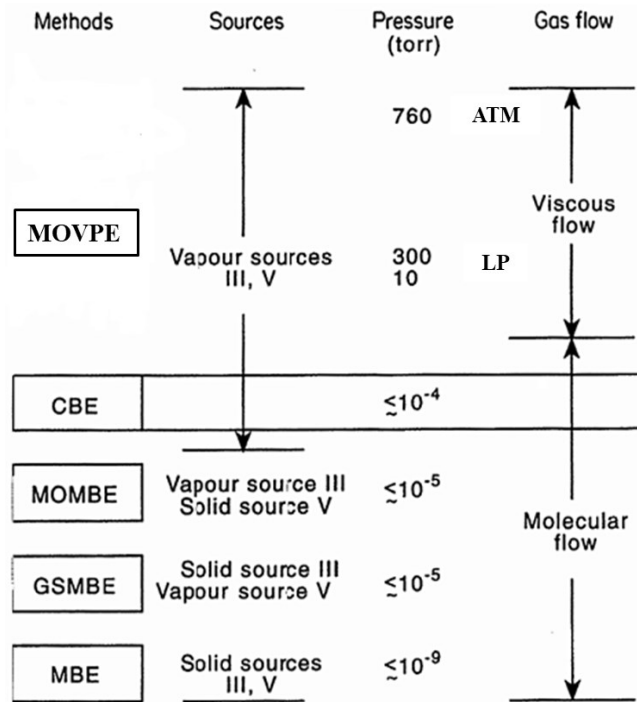 Methods Sources Pressure (torr) Gas flow
760 ATM
MOVPE
Viscous
flow
Vapour sources
III, V
300 LP
10
CBE ≲10⁻⁴
MOMBE
Vapour source III
Solid source V
≲10⁻⁵
Molecular
flow
GSMBE
Solid source III
Vapour source V
≲10⁻⁵
MBE
Solid sources
III, V
≲10⁻⁹